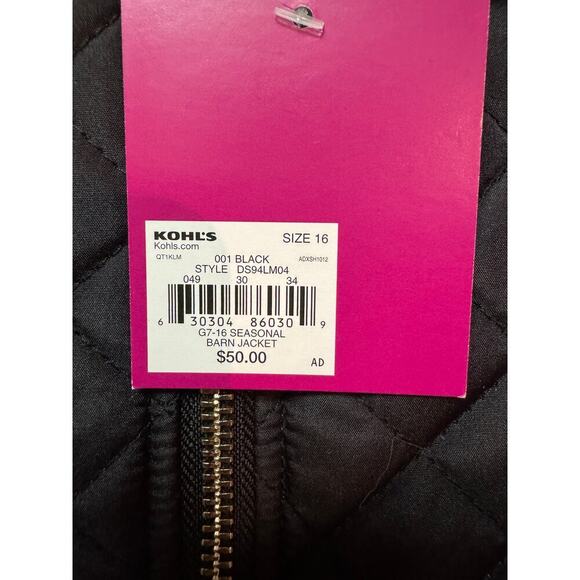 KOHL'S SIZE 16
Kohls.com
QT1KLM 001 BLACK ADXSH1012
STYLE DS94LM04
049 30 34
6 30304 86030 9
G7-16 SEASONAL
BARN JACKET
$50.00 AD